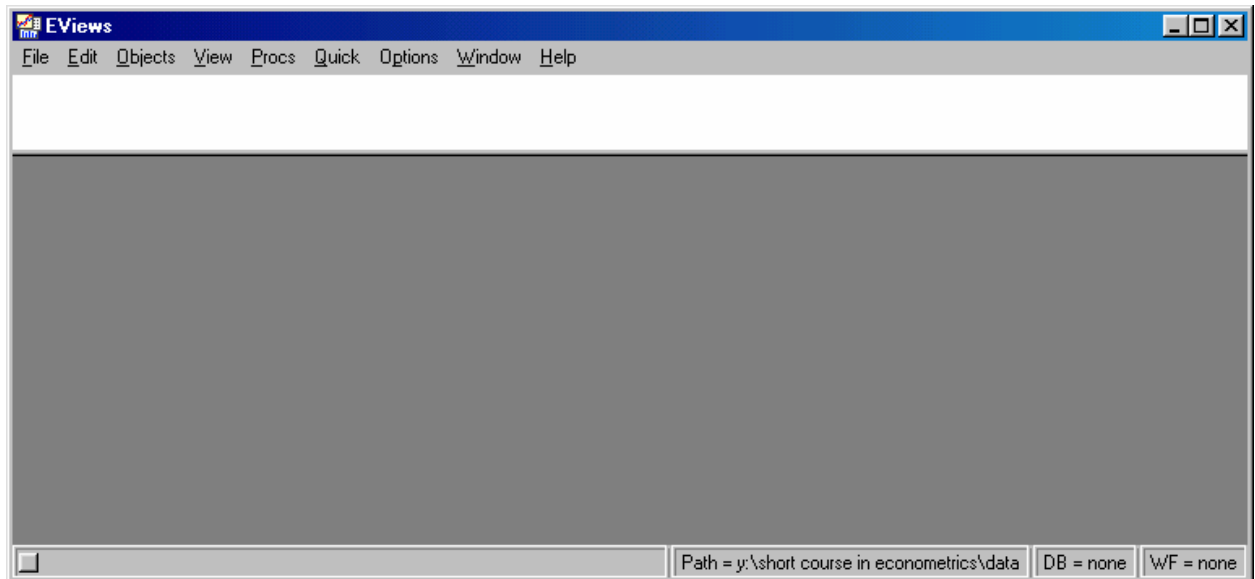 EViews
File Edit Objects View Procs Quick Options Window Help
Path = y:\short course in econometrics\data DB = none WF = none